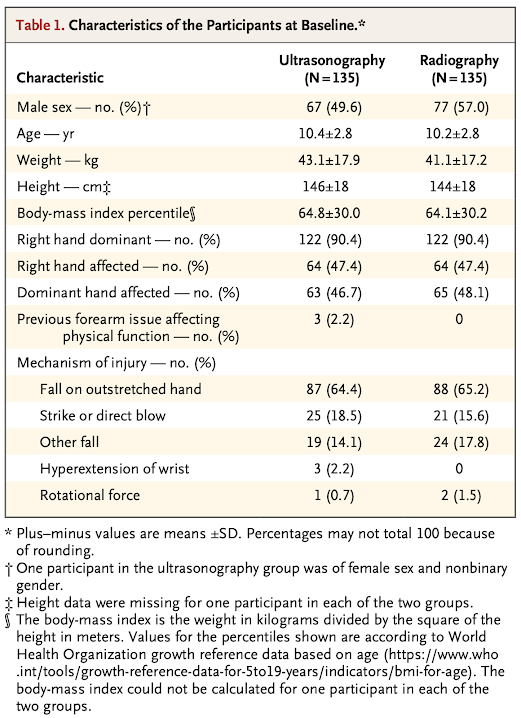 Table 1. Characteristics of the Participants at Baseline.*
Characteristic Ultrasonography (N=135) Radiography (N=135)
Male sex — no. (%)† 67 (49.6) 77 (57.0)
Age — yr 10.4±2.8 10.2±2.8
Weight — kg 43.1±17.9 41.1±17.2
Height — cm‡ 146±18 144±18
Body-mass index percentile§ 64.8±30.0 64.1±30.2
Right hand dominant — no. (%) 122 (90.4) 122 (90.4)
Right hand affected — no. (%) 64 (47.4) 64 (47.4)
Dominant hand affected — no. (%) 63 (46.7) 65 (48.1)
Previous forearm issue affecting physical function — no. (%) 3 (2.2) 0
Mechanism of injury — no. (%)
Fall on outstretched hand 87 (64.4) 88 (65.2)
Strike or direct blow 25 (18.5) 21 (15.6)
Other fall 19 (14.1) 24 (17.8)
Hyperextension of wrist 3 (2.2) 0
Rotational force 1 (0.7) 2 (1.5)
* Plus–minus values are means ±SD. Percentages may not total 100 because
of rounding.
† One participant in the ultrasonography group was of female sex and nonbinary
gender.
‡ Height data were missing for one participant in each of the two groups.
§ The body-mass index is the weight in kilograms divided by the square of the
height in meters. Values for the percentiles shown are according to World
Health Organization growth reference data based on age (https://www.who
.int/tools/growth-reference-data-for-5to19-years/indicators/bmi-for-age). The
body-mass index could not be calculated for one participant in each of the
two groups.